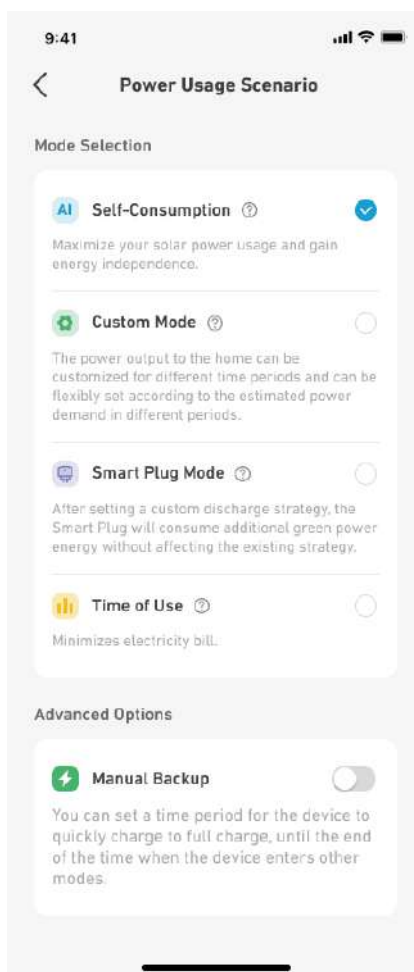 9:41
Power Usage Scenario
Mode Selection
AI Self-Consumption ?
Maximize your solar power usage and gain
energy independence.
Custom Mode ?
The power output to the home can be
customized for different time periods and can be
flexibly set according to the estimated power
demand in different periods.
Smart Plug Mode ?
After setting a custom discharge strategy, the
Smart Plug will consume additional green power
energy without affecting the existing strategy.
Time of Use ?
Minimizes electricity bill.
Advanced Options
Manual Backup
You can set a time period for the device to
quickly charge to full charge, until the end
of the time when the device enters other
modes.